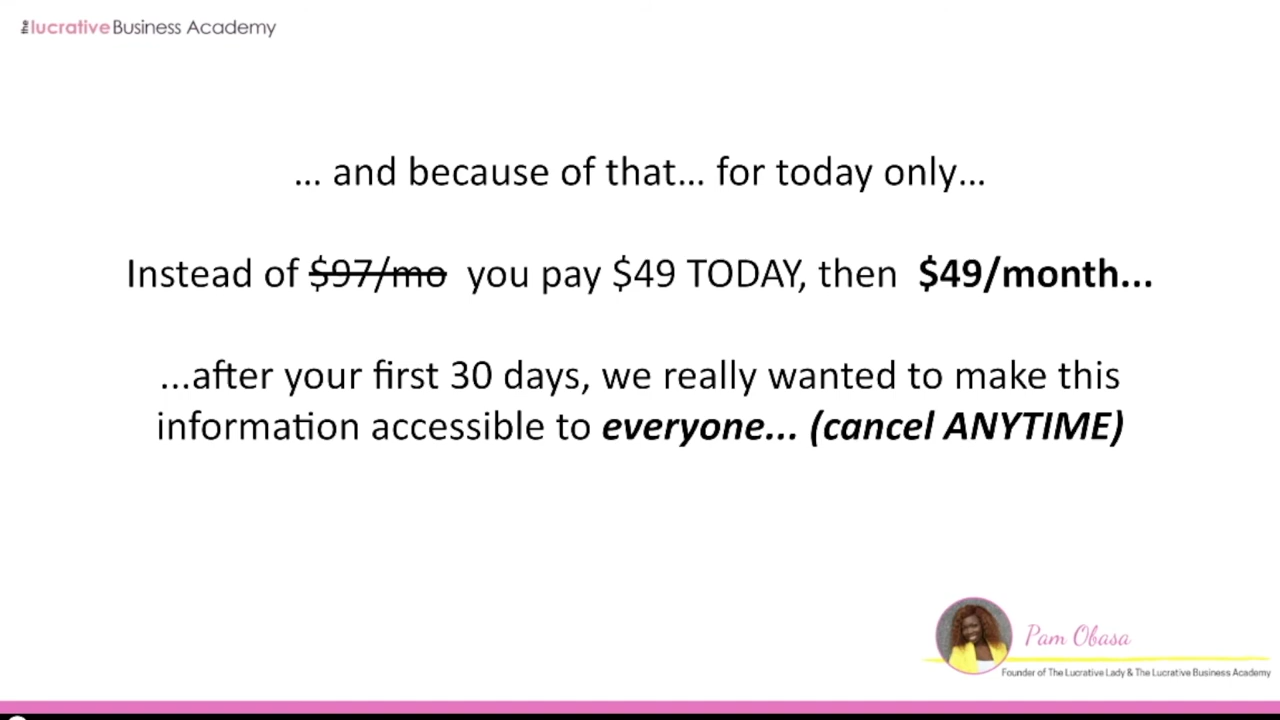 the lucrative Business Academy
... and because of that... for today only...
Instead of $97/mo you pay $49 TODAY, then $49/month...
...after your first 30 days, we really wanted to make this
information accessible to everyone... (cancel ANYTIME)
Pam Obasa
Founder of The Lucrative Lady & The Lucrative Business Academy